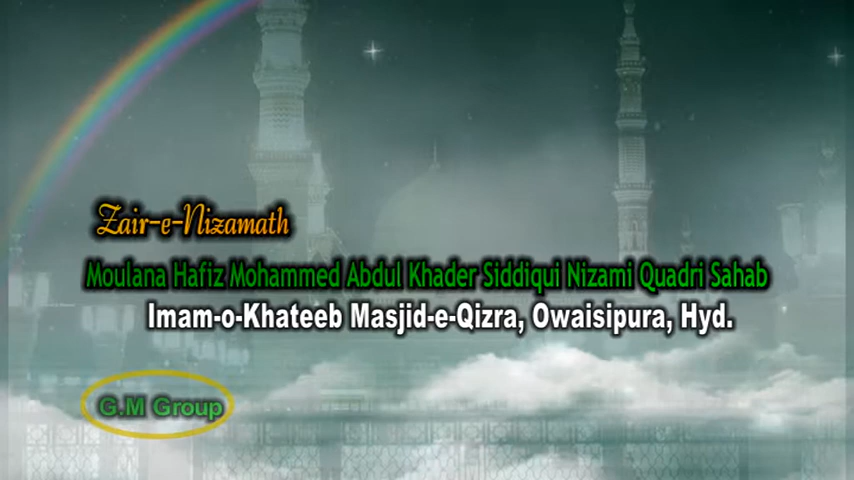 Zair-e-Nizamath
Moulana Hafiz Mohammed Abdul Khader Siddiqui Nizami Quadri Sahab
Imam-o-Khateeb Masjid-e-Qizra, Owaisipura, Hyd.
G.M Group